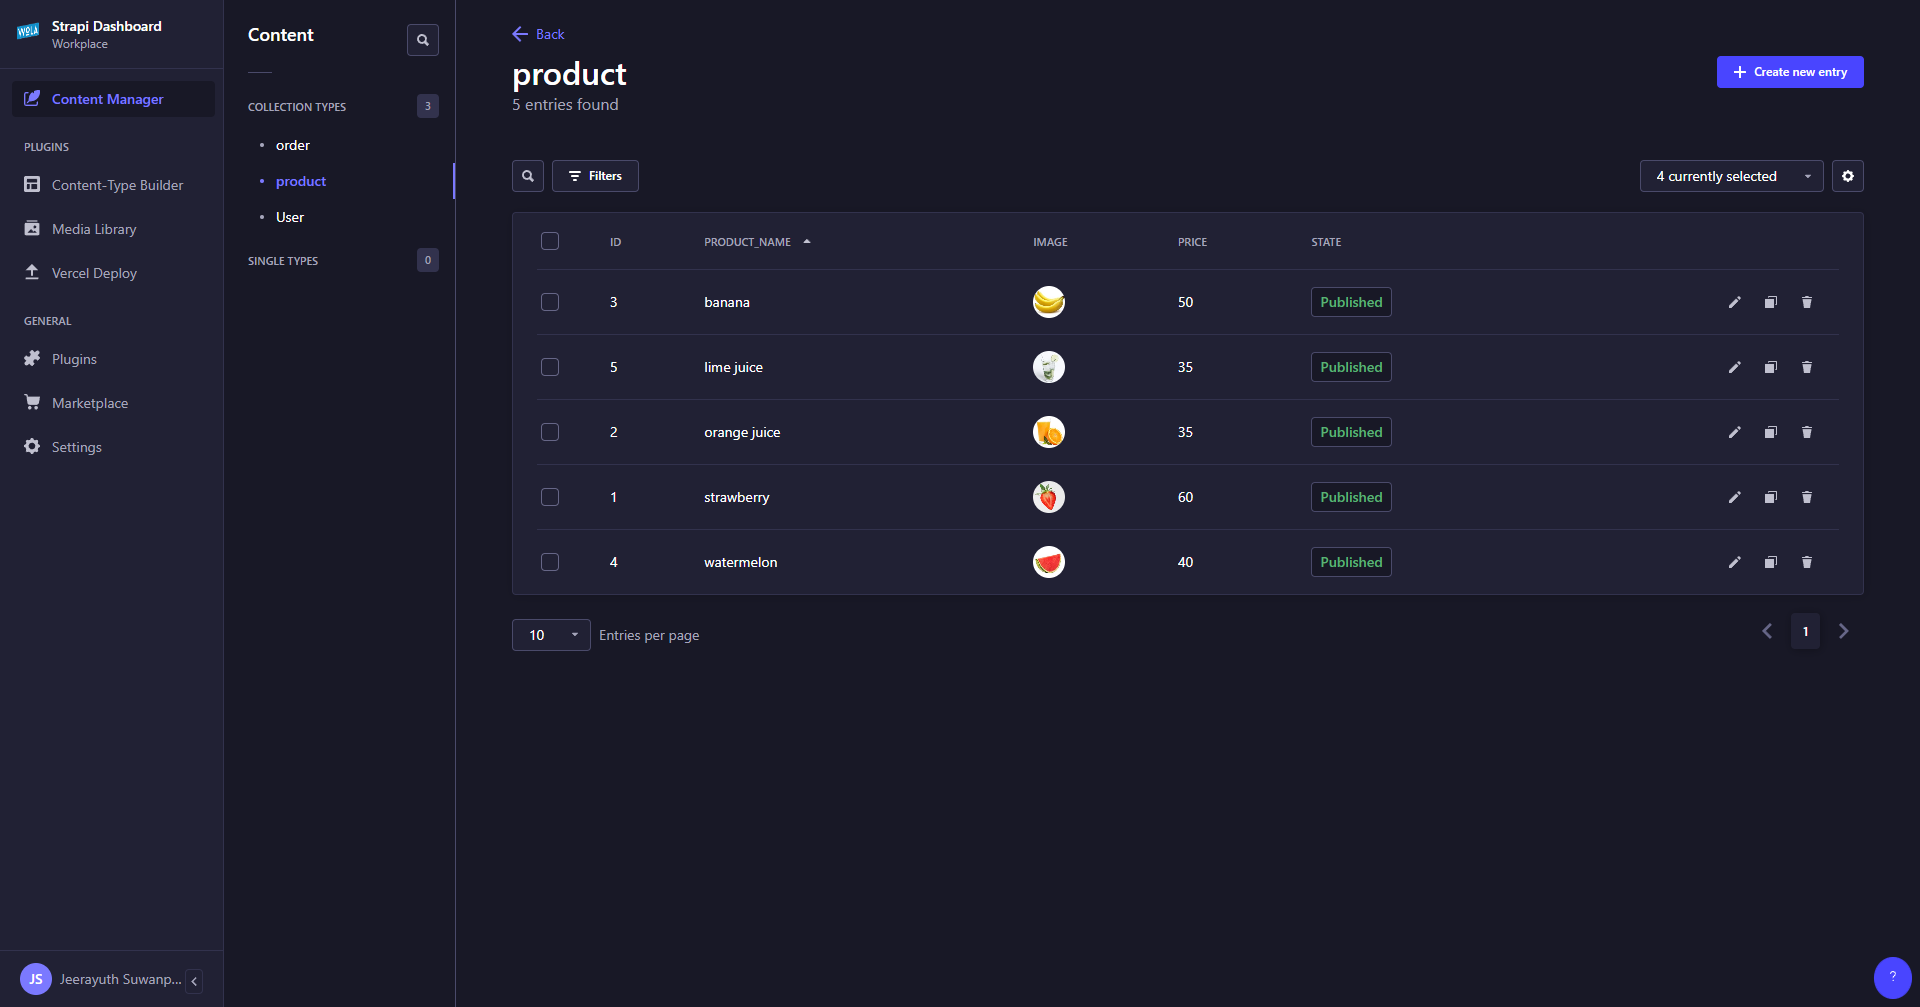 WOLA
Strapi Dashboard
Workplace
Content Manager
PLUGINS
Content-Type Builder
Media Library
Vercel Deploy
GENERAL
Plugins
Marketplace
Settings
JS
Jeerayuth Suwanp...
Content
COLLECTION TYPES 3
order
product
User
SINGLE TYPES 0
Back
product
5 entries found
Create new entry
Filters
4 currently selected
ID PRODUCT_NAME IMAGE PRICE STATE
3 banana 50 Published
5 lime juice 35 Published
2 orange juice 35 Published
1 strawberry 60 Published
4 watermelon 40 Published
10 Entries per page
1
?